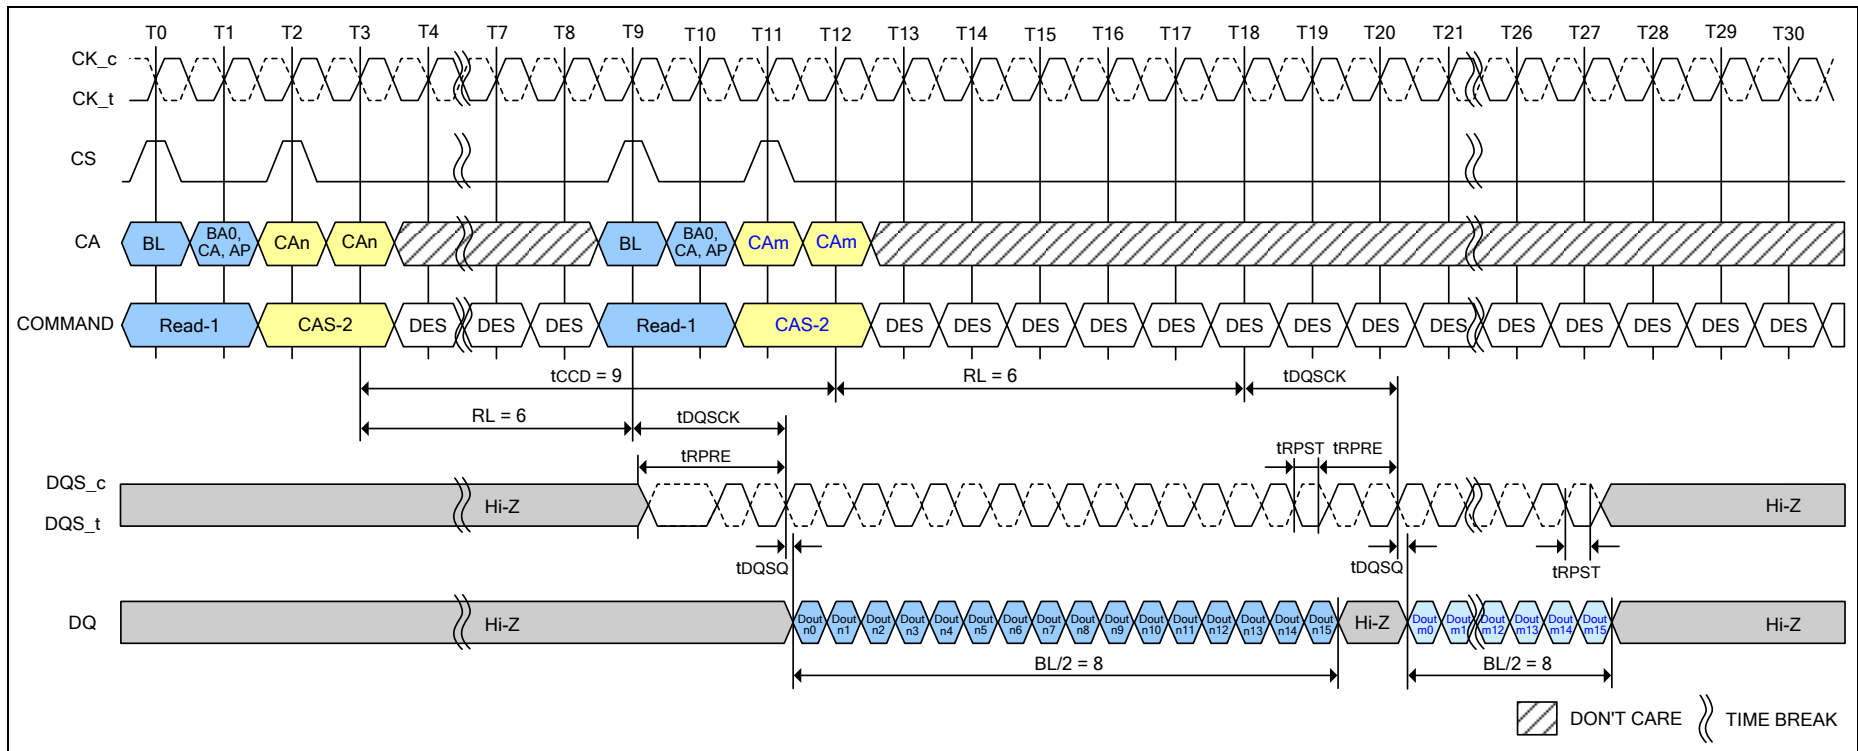 T0 T1 T2 T3 T4 T7 T8 T9 T10 T11 T12 T13 T14 T15 T16 T17 T18 T19 T20 T21 T26 T27 T28 T29 T30
CK_c
CK_t
CS
CA BL BA0, CA, AP CAn CAn BL BA0, CA, AP CAm CAm
COMMAND Read-1 CAS-2 DES DES DES Read-1 CAS-2 DES DES DES DES DES DES DES DES DES DES DES DES DES DES
tCCD = 9 RL = 6 tDQSCK
RL = 6 tDQSCK
tRPRE tRPST tRPRE
DQS_c
Hi-Z Hi-Z
DQS_t
tDQSQ tDQSQ tRPST
DQ Hi-Z Dout n0 Dout n1 Dout n2 Dout n3 Dout n4 Dout n5 Dout n6 Dout n7 Dout n8 Dout n9 Dout n10 Dout n11 Dout n12 Dout n13 Dout n14 Dout n15 Hi-Z Dout m0 Dout m1 Dout m12 Dout m13 Dout m14 Dout m15 Hi-Z
BL/2 = 8 BL/2 = 8
DON'T CARE TIME BREAK